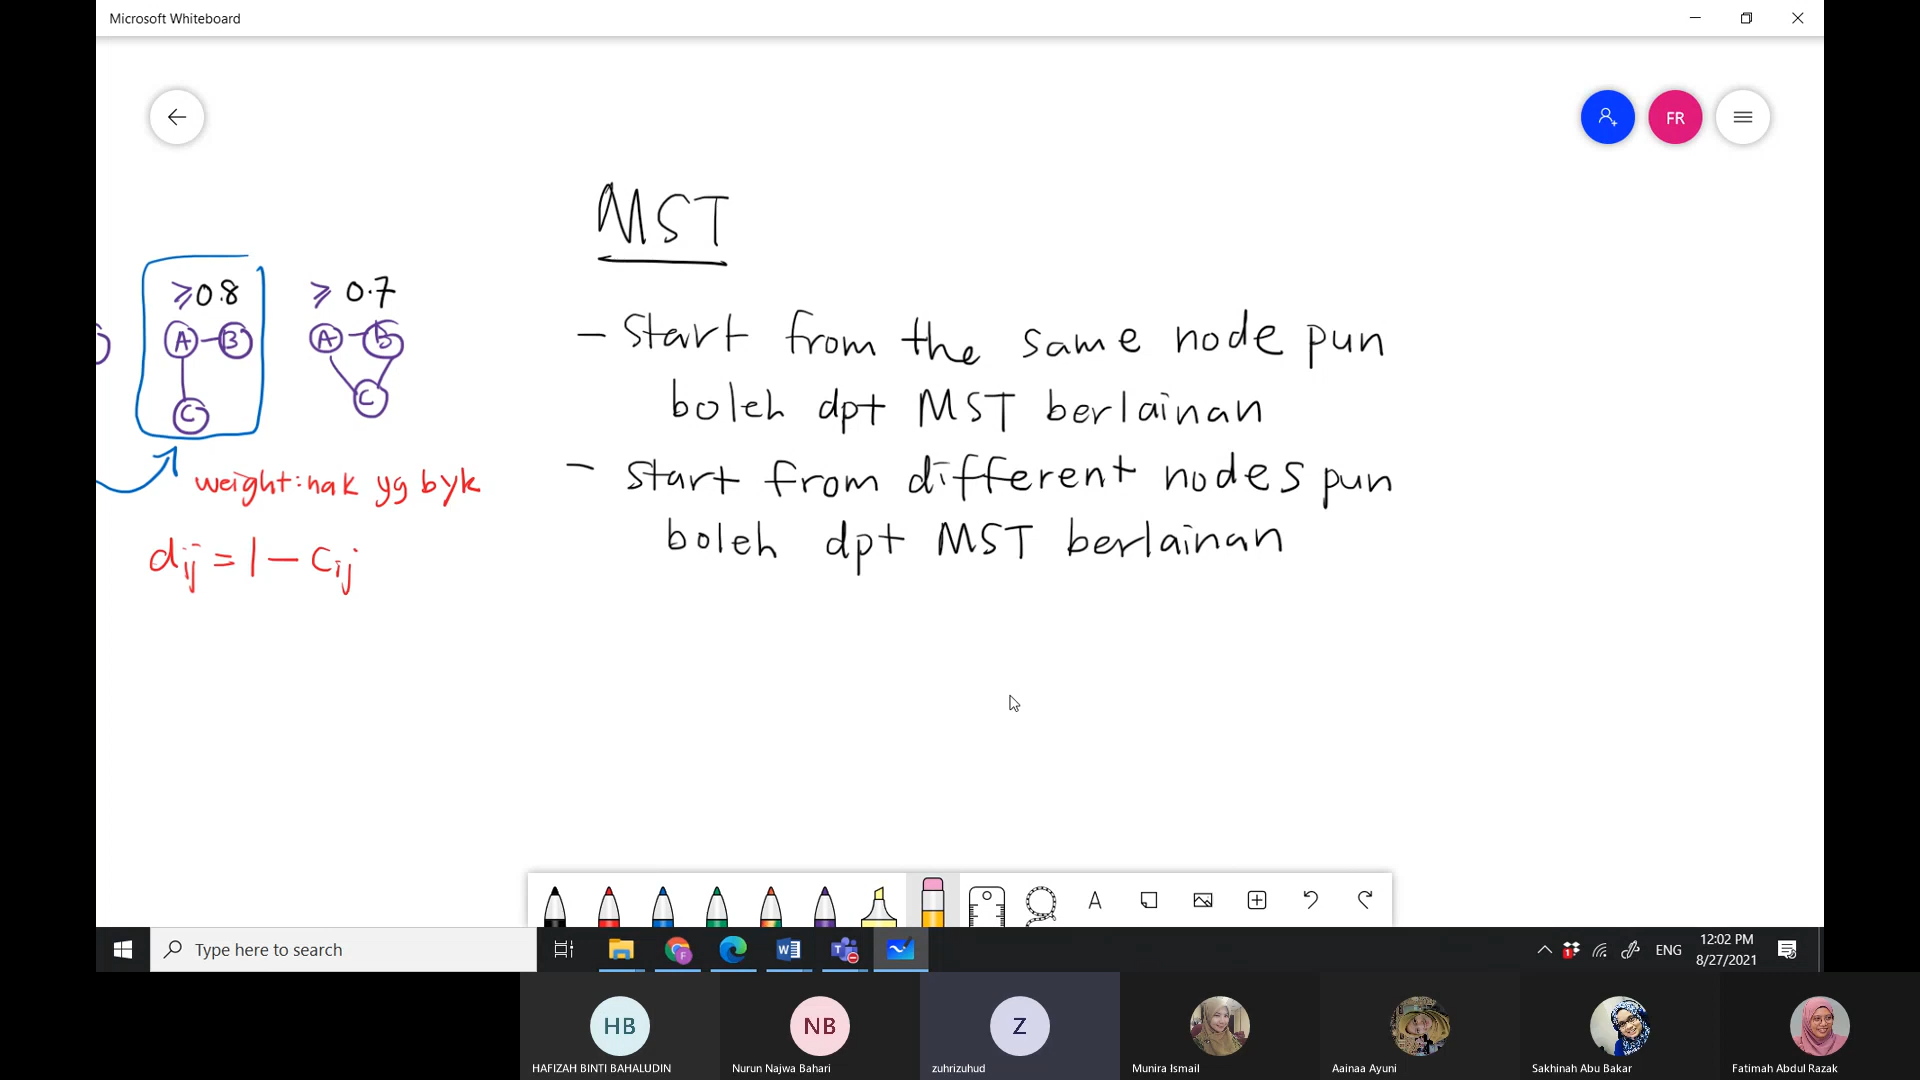 Microsoft Whiteboard
FR
MST
≥0.8
A B
C
≥ 0.7
A B
C
weight: nak yg byk
dij = 1 - Cij
- Start from the same node pun
boleh dpt MST berlainan
- start from different nodes pun
boleh dpt MST berlainan
A
Type here to search
ENG
12:02 PM
8/27/2021
HB
NB
Z
HAFIZAH BINTI BAHALUDIN
Nurun Najwa Bahari
zuhrizuhud
Munira Ismail
Aainaa Ayuni
Sakhinah Abu Bakar
Fatimah Abdul Razak